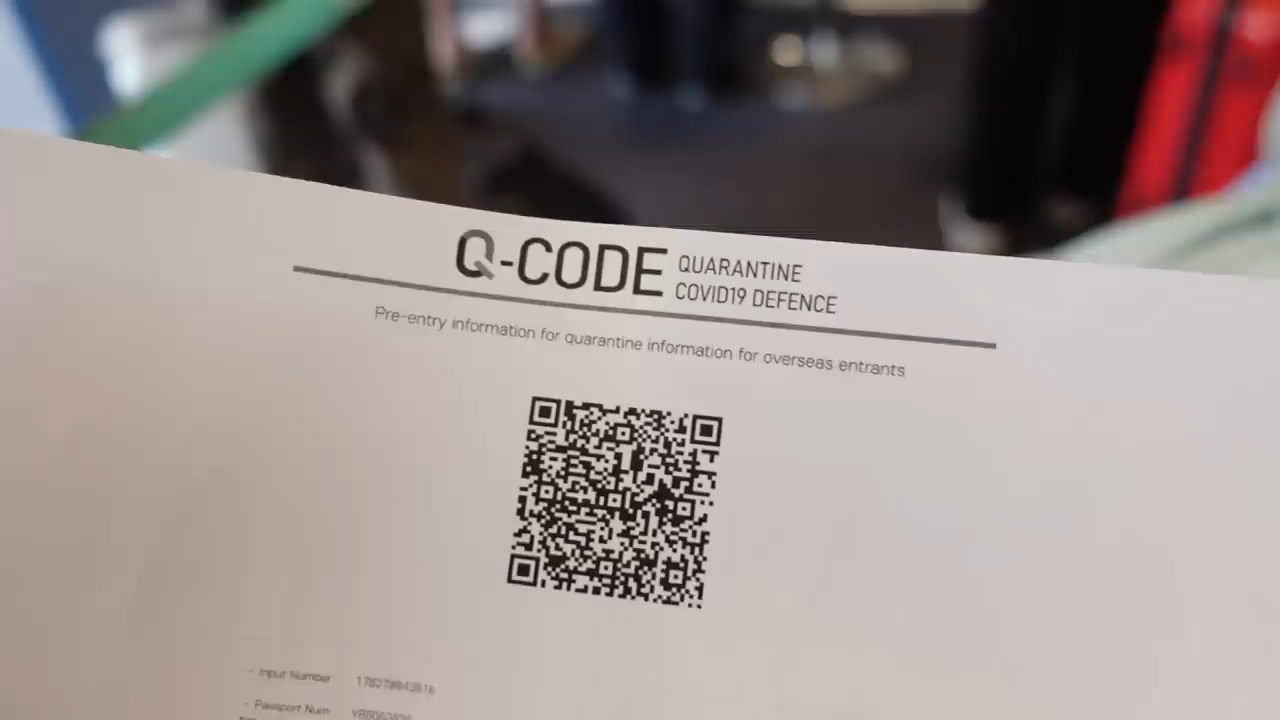 Q-CODE QUARANTINE
COVID19 DEFENCE
Pre-entry information for quarantine information for overseas entrants
- Input Number
- Passport Num